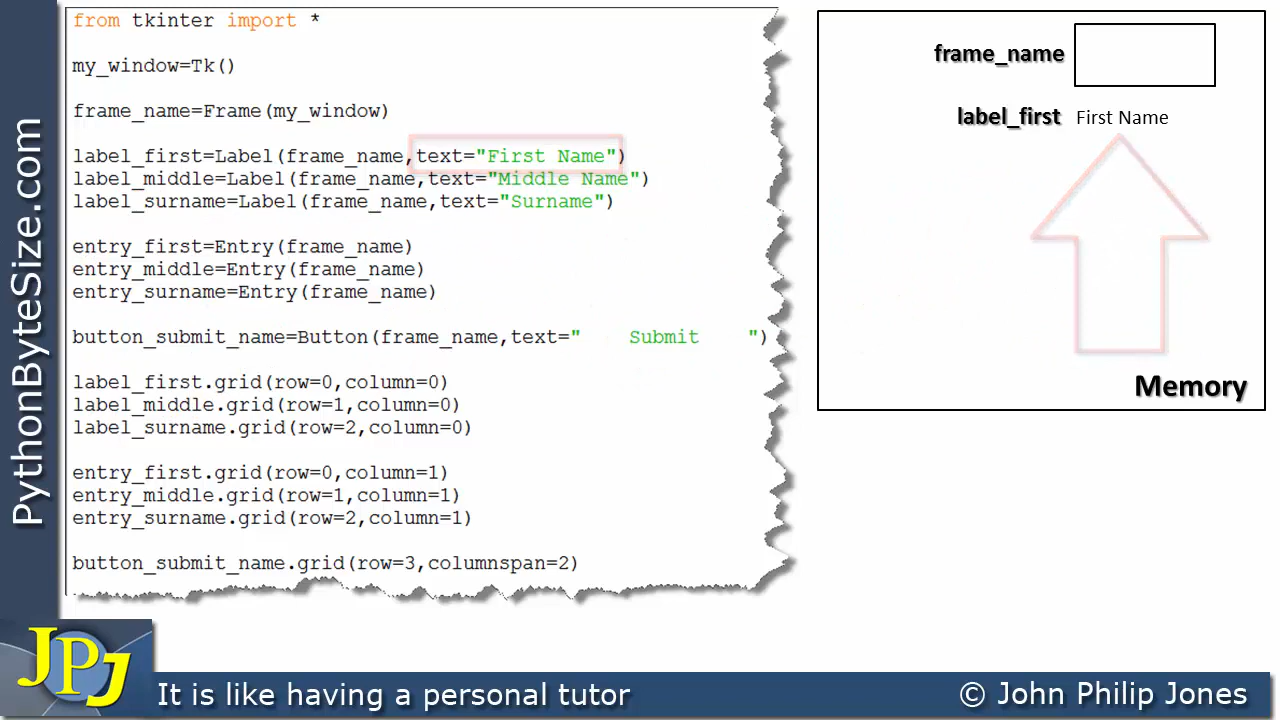 from tkinter import *
my_window=Tk()
frame_name=Frame(my_window)
label_first=Label(frame_name,text="First Name")
label_middle=Label(frame_name,text="Middle Name")
label_surname=Label(frame_name,text="Surname")
entry_first=Entry(frame_name)
entry_middle=Entry(frame_name)
entry_surname=Entry(frame_name)
button_submit_name=Button(frame_name,text="    Submit    ")
label_first.grid(row=0,column=0)
label_middle.grid(row=1,column=0)
label_surname.grid(row=2,column=0)
entry_first.grid(row=0,column=1)
entry_middle.grid(row=1,column=1)
entry_surname.grid(row=2,column=1)
button_submit_name.grid(row=3,columnspan=2)
frame_name
label_first First Name
Memory
PythonByteSize.com
JPJ
It is like having a personal tutor
© John Philip Jones